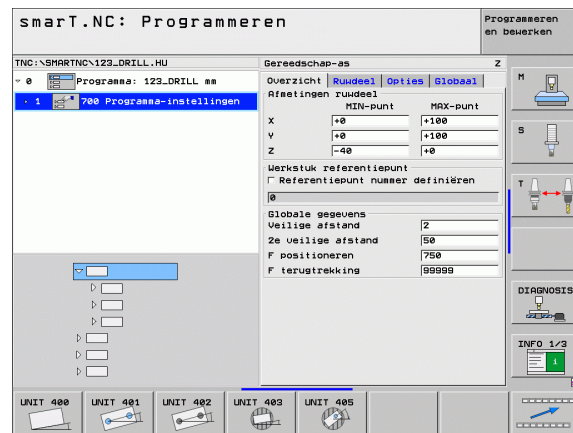 smarT.NC: Programmeren
Programmeren
en bewerken
TNC:\SMARTNC\123_DRILL.HU
0 Programma: 123_DRILL mm
1 700 Programma-instellingen
Gereedschap-as Z
Overzicht Ruwdeel Opties Globaal
Afmetingen ruwdeel
MIN-punt MAX-punt
X +0 +100
Y +0 +100
Z -40 +0
Werkstuk referentiepunt
Referentiepunt nummer definiëren
0
Globale gegevens
Veilige afstand 2
2e veilige afstand 50
F positioneren 750
F terugtrekking 99999
M
S
T
DIAGNOSIS
INFO 1/3
UNIT 400 UNIT 401 UNIT 402 UNIT 403 UNIT 405